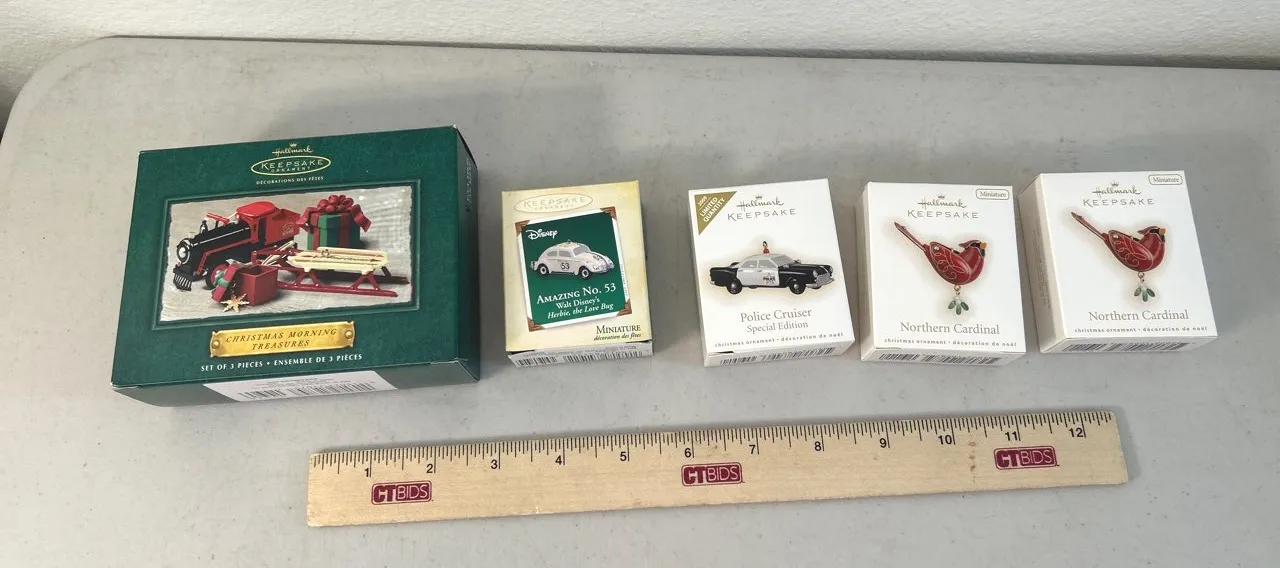 Hallmark
KEEPSAKE
ORNAMENT
DÉCORATIONS DES FÊTES
CHRISTMAS MORNING
TREASURES
SET OF 3 PIECES • ENSEMBLE DE 3 PIÈCES
KEEPSAKE
ORNAMENT
Disney
53
AMAZING NO. 53
Walt Disney's
Herbie, the Love Bug
MINIATURE
décoration des fêtes
LIMITED
QUANTITY
Hallmark
KEEPSAKE
POLICE
Police Cruiser
Special Edition
christmas ornament • décoration de noël
Miniature
Hallmark
KEEPSAKE
Northern Cardinal
christmas ornament • décoration de noël
Miniature
Hallmark
KEEPSAKE
Northern Cardinal
christmas ornament • décoration de noël
1 2 3 4 5 6 7 8 9 10 11 12
CTBIDS CTBIDS CTBIDS